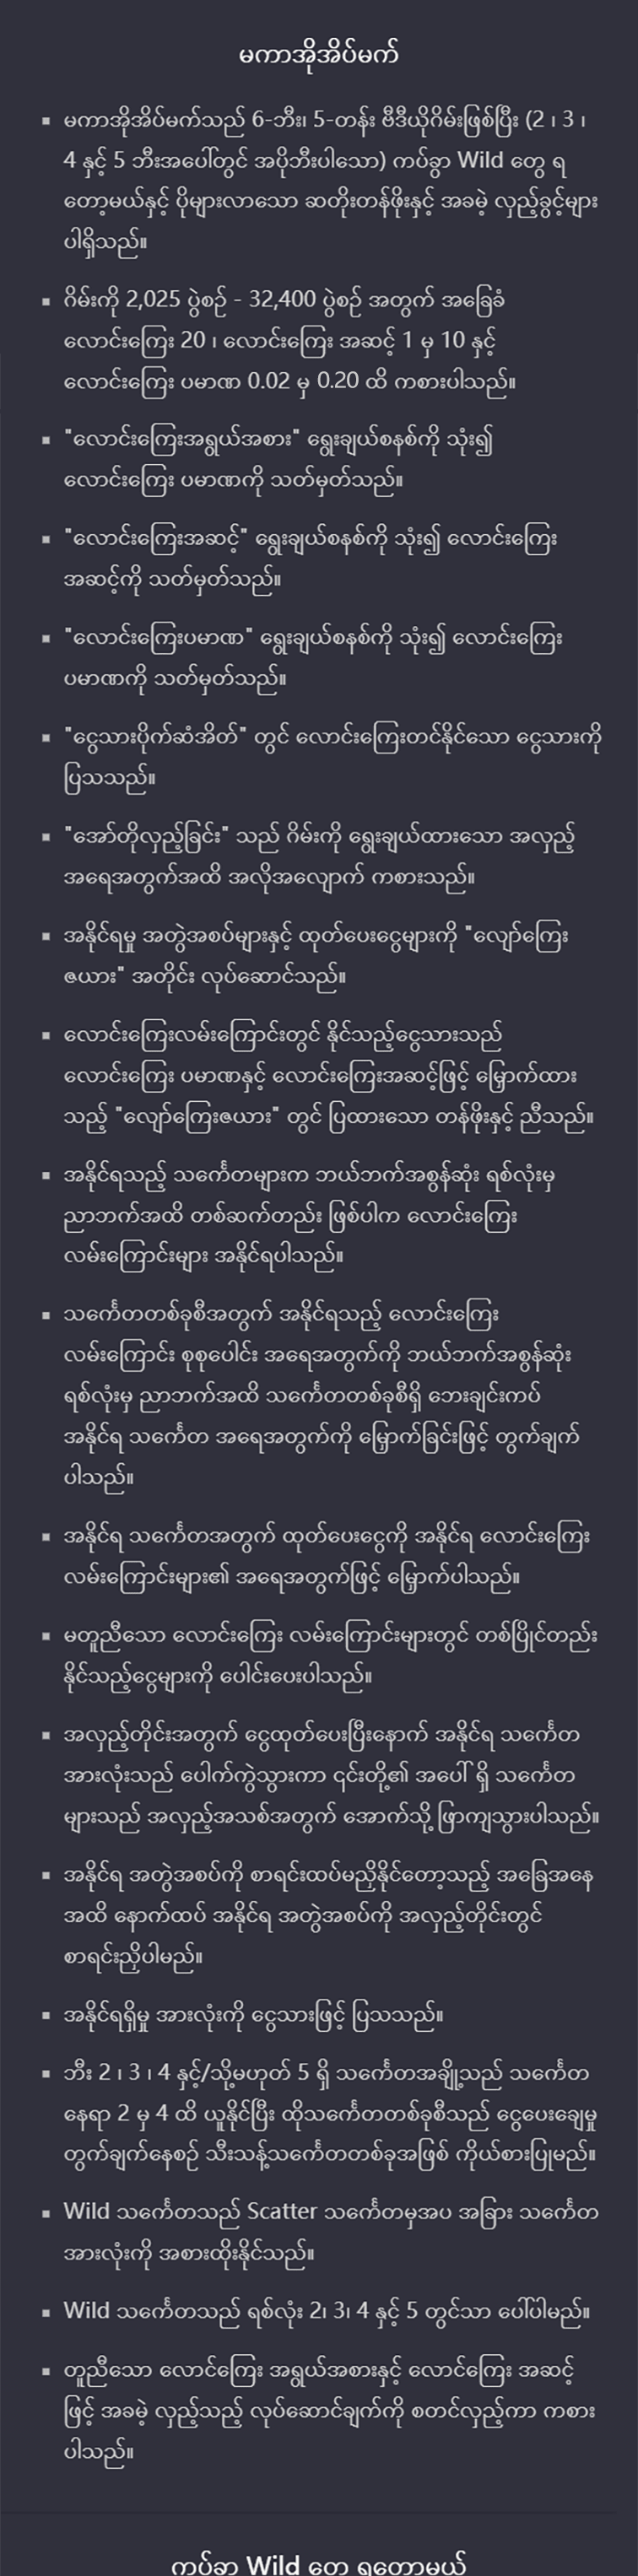 မကာအိုအိပ်မက်
▪ မကာအိုအိပ်မက်သည် 6-ဘီး၊ 5-တန်း ဗီဒီယိုဂိမ်းဖြစ်ပြီး (2 ၊ 3 ၊
4 နှင့် 5 ဘီးအပေါ်တွင် အပိုဘီးပါသော) ကပ်ခွာ Wild တွေ ရ
တော့မယ်နှင့် ပိုများလာသော ဆတိုးတန်ဖိုးနှင့် အခမဲ့ လှည့်ခွင့်များ
ပါရှိသည်။
▪ ဂိမ်းကို 2,025 ပွဲစဉ် - 32,400 ပွဲစဉ် အတွက် အခြေခံ
လောင်းကြေး 20 ၊ လောင်းကြေး အဆင့် 1 မှ 10 နှင့်
လောင်းကြေး ပမာဏ 0.02 မှ 0.20 ထိ ကစားပါသည်။
▪ "လောင်းကြေးအရွယ်အစား" ရွေးချယ်စနစ်ကို သုံး၍
လောင်းကြေး ပမာဏကို သတ်မှတ်သည်။
▪ "လောင်းကြေးအဆင့်" ရွေးချယ်စနစ်ကို သုံး၍ လောင်းကြေး
အဆင့်ကို သတ်မှတ်သည်။
▪ "လောင်းကြေးပမာဏ" ရွေးချယ်စနစ်ကို သုံး၍ လောင်းကြေး
ပမာဏကို သတ်မှတ်သည်။
▪ "ငွေသားပိုက်ဆံအိတ်" တွင် လောင်းကြေးတင်နိုင်သော ငွေသားကို
ပြသသည်။
▪ "အော်တိုလှည့်ခြင်း" သည် ဂိမ်းကို ရွေးချယ်ထားသော အလှည့်
အရေအတွက်အထိ အလိုအလျောက် ကစားသည်။
▪ အနိုင်ရမှု အတွဲအစပ်များနှင့် ထုတ်ပေးငွေများကို "လျော်ကြေး
ဇယား" အတိုင်း လုပ်ဆောင်သည်။
▪ လောင်းကြေးလမ်းကြောင်းတွင် နိုင်သည့်ငွေသားသည်
လောင်းကြေး ပမာဏနှင့် လောင်းကြေးအဆင့်ဖြင့် မြှောက်ထား
သည့် "လျော်ကြေးဇယား" တွင် ပြထားသော တန်ဖိုးနှင့် ညီသည်။
▪ အနိုင်ရသည့် သင်္ကေတများက ဘယ်ဘက်အစွန်ဆုံး ရစ်လုံးမှ
ညာဘက်အထိ တစ်ဆက်တည်း ဖြစ်ပါက လောင်းကြေး
လမ်းကြောင်းများ အနိုင်ရပါသည်။
▪ သင်္ကေတတစ်ခုစီအတွက် အနိုင်ရသည့် လောင်းကြေး
လမ်းကြောင်း စုစုပေါင်း အရေအတွက်ကို ဘယ်ဘက်အစွန်ဆုံး
ရစ်လုံးမှ ညာဘက်အထိ သင်္ကေတတစ်ခုစီရှိ ဘေးချင်းကပ်
အနိုင်ရ သင်္ကေတ အရေအတွက်ကို မြှောက်ခြင်းဖြင့် တွက်ချက်
ပါသည်။
▪ အနိုင်ရ သင်္ကေတအတွက် ထုတ်ပေးငွေကို အနိုင်ရ လောင်းကြေး
လမ်းကြောင်းများ၏ အရေအတွက်ဖြင့် မြှောက်ပါသည်။
▪ မတူညီသော လောင်းကြေး လမ်းကြောင်းများတွင် တစ်ပြိုင်တည်း
နိုင်သည့်ငွေများကို ပေါင်းပေးပါသည်။
▪ အလှည့်တိုင်းအတွက် ငွေထုတ်ပေးပြီးနောက် အနိုင်ရ သင်္ကေတ
အားလုံးသည် ပေါက်ကွဲသွားကာ ၎င်းတို့၏ အပေါ် ရှိ သင်္ကေတ
များသည် အလှည့်အသစ်အတွက် အောက်သို့ ဖြာကျသွားပါသည်။
▪ အနိုင်ရ အတွဲအစပ်ကို စာရင်းထပ်မညှိနိုင်တော့သည့် အခြေအနေ
အထိ နောက်ထပ် အနိုင်ရ အတွဲအစပ်ကို အလှည့်တိုင်းတွင်
စာရင်းညှိပါမည်။
▪ အနိုင်ရရှိမှု အားလုံးကို ငွေသားဖြင့် ပြသသည်။
▪ ဘီး 2 ၊ 3 ၊ 4 နှင့်/သို့မဟုတ် 5 ရှိ သင်္ကေတအချို့သည် သင်္ကေတ
နေရာ 2 မှ 4 ထိ ယူနိုင်ပြီး ထိုသင်္ကေတတစ်ခုစီသည် ငွေပေးချေမှု
တွက်ချက်နေစဉ် သီးသန့်သင်္ကေတတစ်ခုအဖြစ် ကိုယ်စားပြုမည်။
▪ Wild သင်္ကေတသည် Scatter သင်္ကေတမှအပ အခြား သင်္ကေတ
အားလုံးကို အစားထိုးနိုင်သည်။
▪ Wild သင်္ကေတသည် ရစ်လုံး 2၊ 3၊ 4 နှင့် 5 တွင်သာ ပေါ်ပါမည်။
▪ တူညီသော လောင်ကြေး အရွယ်အစားနှင့် လောင်ကြေး အဆင့်
ဖြင့် အခမဲ့ လှည့်သည့် လုပ်ဆောင်ချက်ကို စတင်လှည့်ကာ ကစား
ပါသည်။
ကပ်ခွာ Wild တွေ ရတော့မယ်